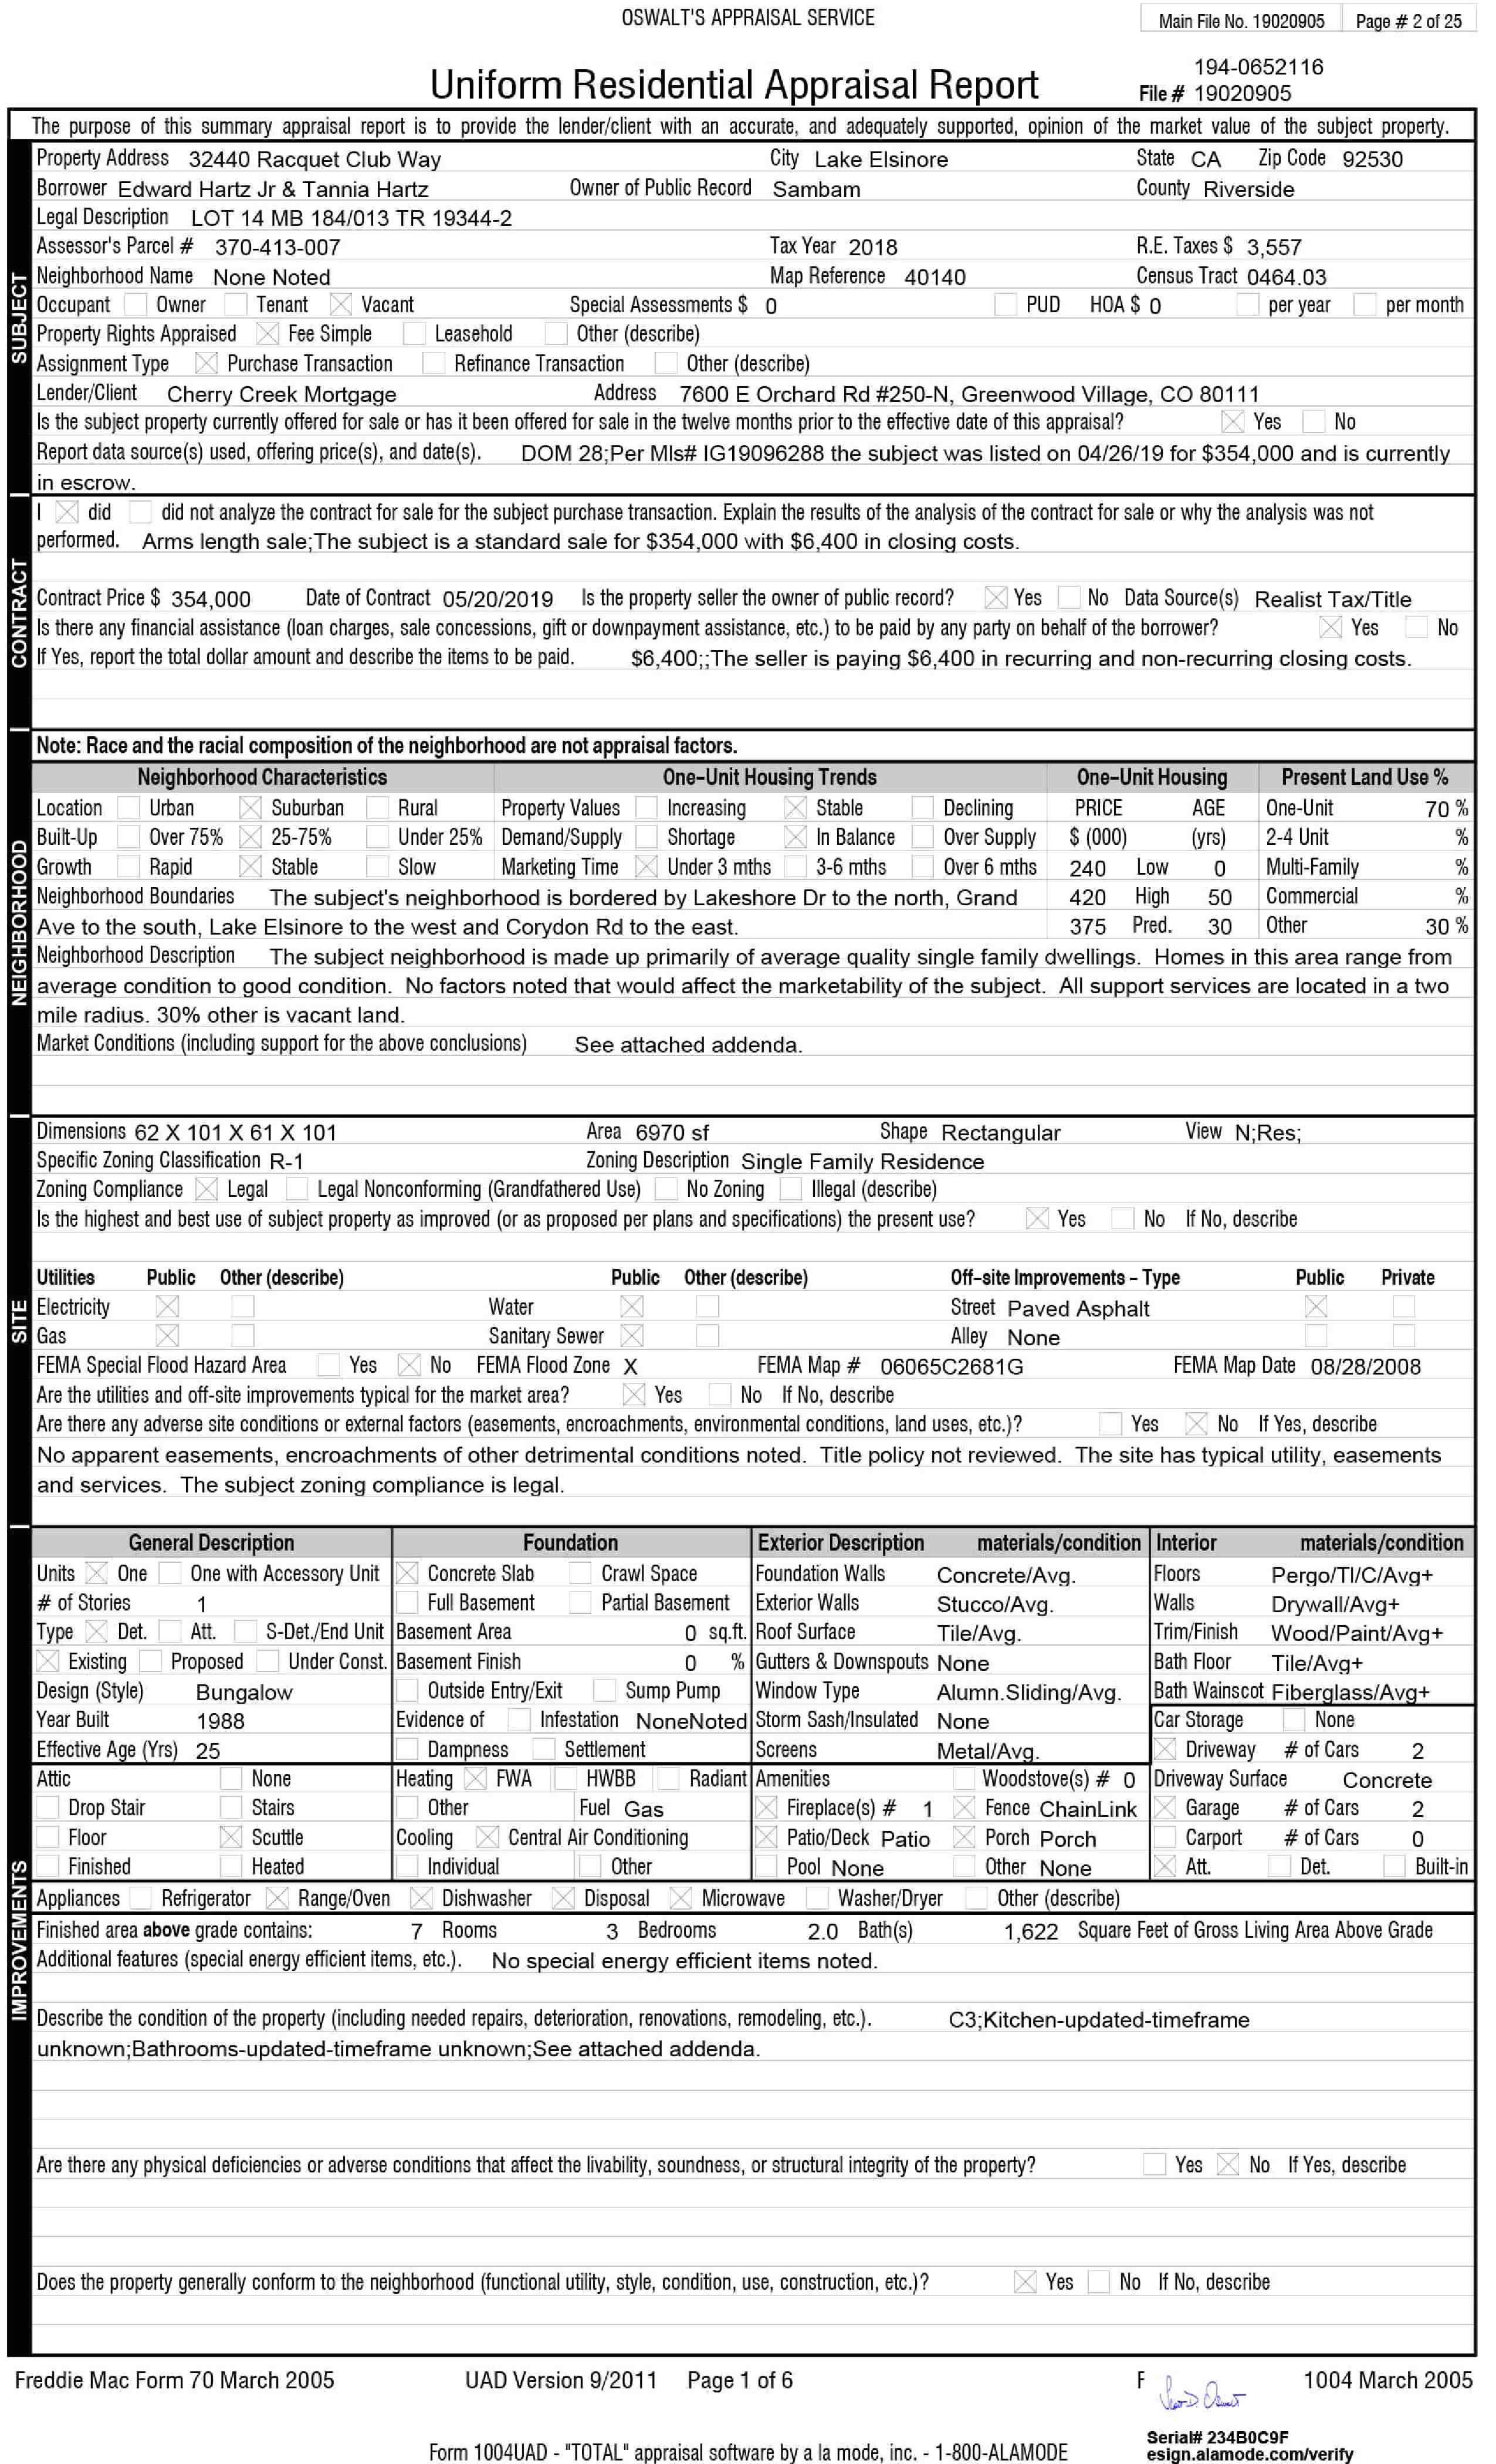 OSWALT'S APPRAISAL SERVICE
Main File No. 19020905 Page # 2 of 25
194-0652116
Uniform Residential Appraisal Report File # 19020905
The purpose of this summary appraisal report is to provide the lender/client with an accurate, and adequately supported, opinion of the market value of the subject property.
SUBJECT
Property Address 32440 Racquet Club Way City Lake Elsinore State CA Zip Code 92530
Borrower Edward Hartz Jr & Tannia Hartz Owner of Public Record Sambam County Riverside
Legal Description LOT 14 MB 184/013 TR 19344-2
Assessor's Parcel # 370-413-007 Tax Year 2018 R.E. Taxes $ 3,557
Neighborhood Name None Noted Map Reference 40140 Census Tract 0464.03
Occupant Owner Tenant Vacant Special Assessments $ 0 PUD HOA $ 0 per year per month
Property Rights Appraised Fee Simple Leasehold Other (describe)
Assignment Type Purchase Transaction Refinance Transaction Other (describe)
Lender/Client Cherry Creek Mortgage Address 7600 E Orchard Rd #250-N, Greenwood Village, CO 80111
Is the subject property currently offered for sale or has it been offered for sale in the twelve months prior to the effective date of this appraisal? Yes No
Report data source(s) used, offering price(s), and date(s). DOM 28;Per Mls# IG19096288 the subject was listed on 04/26/19 for $354,000 and is currently
in escrow.
CONTRACT
I did did not analyze the contract for sale for the subject purchase transaction. Explain the results of the analysis of the contract for sale or why the analysis was not
performed. Arms length sale;The subject is a standard sale for $354,000 with $6,400 in closing costs.
Contract Price $ 354,000 Date of Contract 05/20/2019 Is the property seller the owner of public record? Yes No Data Source(s) Realist Tax/Title
Is there any financial assistance (loan charges, sale concessions, gift or downpayment assistance, etc.) to be paid by any party on behalf of the borrower? Yes No
If Yes, report the total dollar amount and describe the items to be paid. $6,400;;The seller is paying $6,400 in recurring and non-recurring closing costs.
NEIGHBORHOOD
Note: Race and the racial composition of the neighborhood are not appraisal factors.
Neighborhood Characteristics One-Unit Housing Trends One-Unit Housing Present Land Use %
Location Urban Suburban Rural Property Values Increasing Stable Declining PRICE AGE One-Unit 70 %
Built-Up Over 75% 25-75% Under 25% Demand/Supply Shortage In Balance Over Supply $ (000) (yrs) 2-4 Unit %
Growth Rapid Stable Slow Marketing Time Under 3 mths 3-6 mths Over 6 mths 240 Low 0 Multi-Family %
Neighborhood Boundaries The subject's neighborhood is bordered by Lakeshore Dr to the north, Grand 420 High 50 Commercial %
Ave to the south, Lake Elsinore to the west and Corydon Rd to the east. 375 Pred. 30 Other 30 %
Neighborhood Description The subject neighborhood is made up primarily of average quality single family dwellings. Homes in this area range from
average condition to good condition. No factors noted that would affect the marketability of the subject. All support services are located in a two
mile radius. 30% other is vacant land.
Market Conditions (including support for the above conclusions) See attached addenda.
SITE
Dimensions 62 X 101 X 61 X 101 Area 6970 sf Shape Rectangular View N;Res;
Specific Zoning Classification R-1 Zoning Description Single Family Residence
Zoning Compliance Legal Legal Nonconforming (Grandfathered Use) No Zoning Illegal (describe)
Is the highest and best use of subject property as improved (or as proposed per plans and specifications) the present use? Yes No If No, describe
Utilities Public Other (describe) Public Other (describe) Off-site Improvements - Type Public Private
Electricity Water Street Paved Asphalt
Gas Sanitary Sewer Alley None
FEMA Special Flood Hazard Area Yes No FEMA Flood Zone X FEMA Map # 06065C2681G FEMA Map Date 08/28/2008
Are the utilities and off-site improvements typical for the market area? Yes No If No, describe
Are there any adverse site conditions or external factors (easements, encroachments, environmental conditions, land uses, etc.)? Yes No If Yes, describe
No apparent easements, encroachments of other detrimental conditions noted. Title policy not reviewed. The site has typical utility, easements
and services. The subject zoning compliance is legal.
IMPROVEMENTS
General Description Foundation Exterior Description materials/condition Interior materials/condition
Units One One with Accessory Unit Concrete Slab Crawl Space Foundation Walls Concrete/Avg. Floors Pergo/Tl/C/Avg+
# of Stories 1 Full Basement Partial Basement Exterior Walls Stucco/Avg. Walls Drywall/Avg+
Type Det. Att. S-Det./End Unit Basement Area 0 sq.ft. Roof Surface Tile/Avg. Trim/Finish Wood/Paint/Avg+
Existing Proposed Under Const. Basement Finish 0 % Gutters & Downspouts None Bath Floor Tile/Avg+
Design (Style) Bungalow Outside Entry/Exit Sump Pump Window Type Alumn.Sliding/Avg. Bath Wainscot Fiberglass/Avg+
Year Built 1988 Evidence of Infestation NoneNoted Storm Sash/Insulated None Car Storage None
Effective Age (Yrs) 25 Dampness Settlement Screens Metal/Avg. Driveway # of Cars 2
Attic None Heating FWA HWBB Radiant Amenities Woodstove(s) # 0 Driveway Surface Concrete
Drop Stair Stairs Other Fuel Gas Fireplace(s) # 1 Fence ChainLink Garage # of Cars 2
Floor Scuttle Cooling Central Air Conditioning Patio/Deck Patio Porch Porch Carport # of Cars 0
Finished Heated Individual Other Pool None Other None Att. Det. Built-in
Appliances Refrigerator Range/Oven Dishwasher Disposal Microwave Washer/Dryer Other (describe)
Finished area above grade contains: 7 Rooms 3 Bedrooms 2.0 Bath(s) 1,622 Square Feet of Gross Living Area Above Grade
Additional features (special energy efficient items, etc.). No special energy efficient items noted.
Describe the condition of the property (including needed repairs, deterioration, renovations, remodeling, etc.). C3;Kitchen-updated-timeframe
unknown;Bathrooms-updated-timeframe unknown;See attached addenda.
Are there any physical deficiencies or adverse conditions that affect the livability, soundness, or structural integrity of the property? Yes No If Yes, describe
Does the property generally conform to the neighborhood (functional utility, style, condition, use, construction, etc.)? Yes No If No, describe
Freddie Mac Form 70 March 2005 UAD Version 9/2011 Page 1 of 6 F 1004 March 2005
Serial# 234B0C9F
Form 1004UAD - "TOTAL" appraisal software by a la mode, inc. - 1-800-ALAMODE esign.alamode.com/verify